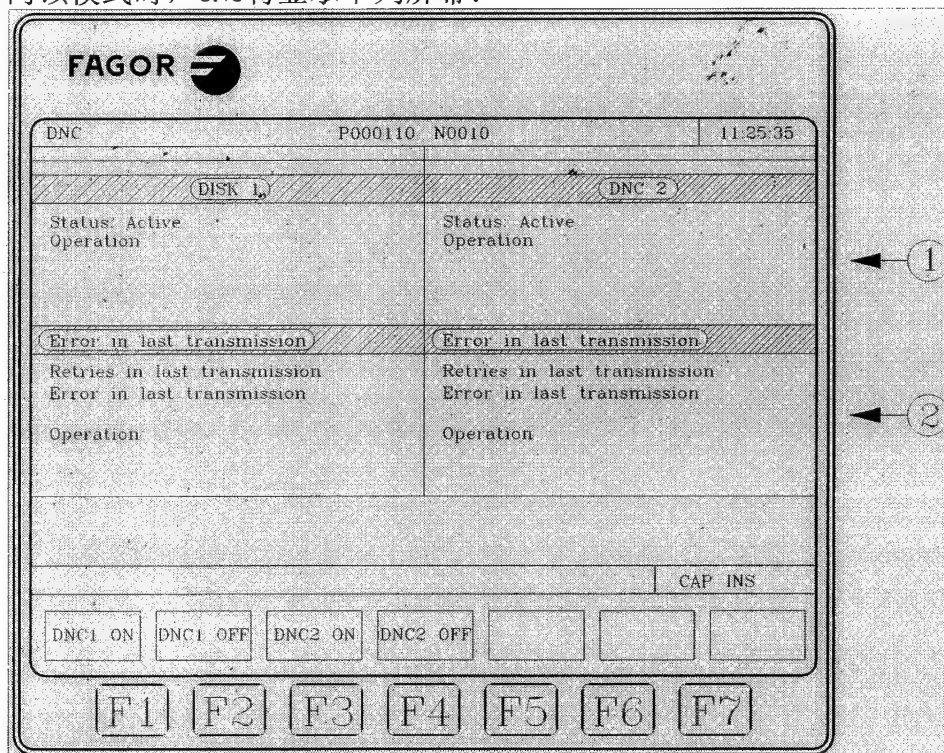 FAGOR
DNC P000110 N0010 11:25:35
DISK 1 DNC 2
Status: Active Status: Active
Operation Operation
1
Error in last transmission Error in last transmission
Retries in last transmission Retries in last transmission
Error in last transmission Error in last transmission
2
Operation Operation
CAP INS
DNC1 ON DNC1 OFF DNC2 ON DNC2 OFF
F1 F2 F3 F4 F5 F6 F7